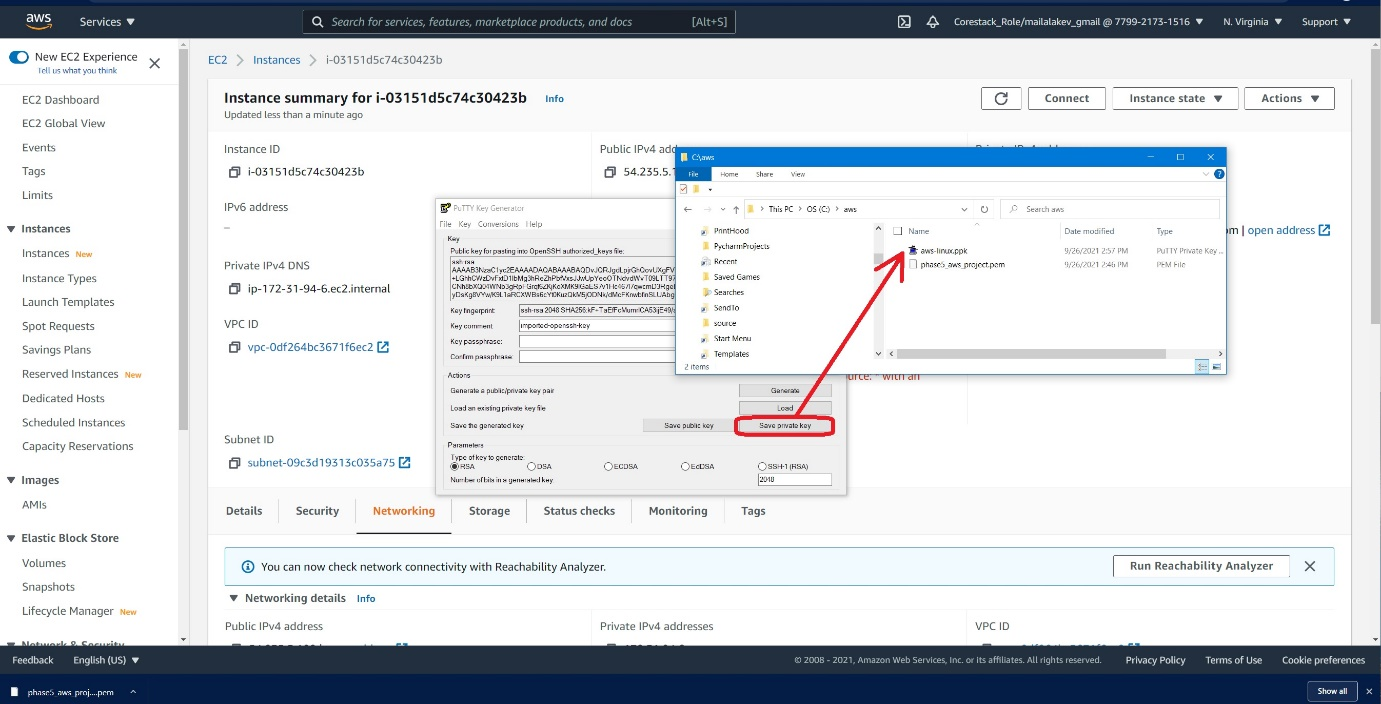 aws
Services
Search for services, features, marketplace products, and docs
[Alt+S]
Corestack_Role/mailalakev_gmail @ 7799-2173-1516
N. Virginia
Support
New EC2 Experience
Tell us what you think
EC2 Dashboard
EC2 Global View
Events
Tags
Limits
Instances
Instances New
Instance Types
Launch Templates
Spot Requests
Savings Plans
Reserved Instances New
Dedicated Hosts
Scheduled Instances
Capacity Reservations
Images
AMIs
Elastic Block Store
Volumes
Snapshots
Lifecycle Manager New
Network & Security
EC2 > Instances > i-03151d5c74c30423b
Instance summary for i-03151d5c74c30423b Info
Updated less than a minute ago
Connect
Instance state
Actions
Instance ID
i-03151d5c74c30423b
IPv6 address
–
Private IPv4 DNS
ip-172-31-94-6.ec2.internal
VPC ID
vpc-0df264bc3671f6ec2
Subnet ID
subnet-09c3d19313c035a75
Public IPv4
54.235.5.
open address
with an
PuTTY Key Generator
File Key Conversions Help
Key
Public key for pasting into OpenSSH authorized_keys file:
ssh-rsa
Key fingerprint:
ssh-rsa 2048
Key comment:
imported-openssh-key
Key passphrase:
Confirm passphrase:
Actions
Generate a public/private key pair
Generate
Load an existing private key file
Load
Save the generated key
Save public key
Save private key
Parameters
Type of key to generate:
RSA DSA ECDSA EdDSA SSH-1 (RSA)
Number of bits in a generated key:
2048
C:\aws
File Home Share View
This PC > OS (C:) > aws
Search aws
PrintHood
PycharmProjects
Recent
Saved Games
Searches
SendTo
source
Start Menu
Templates
Name Date modified Type
aws-linux.ppk 9/26/2021 2:57 PM PuTTY Private Key ...
phase5_aws_project.pem 9/26/2021 2:46 PM PEM File
2 items
Details
Security
Networking
Storage
Status checks
Monitoring
Tags
You can now check network connectivity with Reachability Analyzer.
Run Reachability Analyzer
Networking details Info
Public IPv4 address
Private IPv4 addresses
VPC ID
Feedback
English (US)
© 2008 - 2021, Amazon Web Services, Inc. or its affiliates. All rights reserved.
Privacy Policy
Terms of Use
Cookie preferences
phase5_aws_proj....pem
Show all